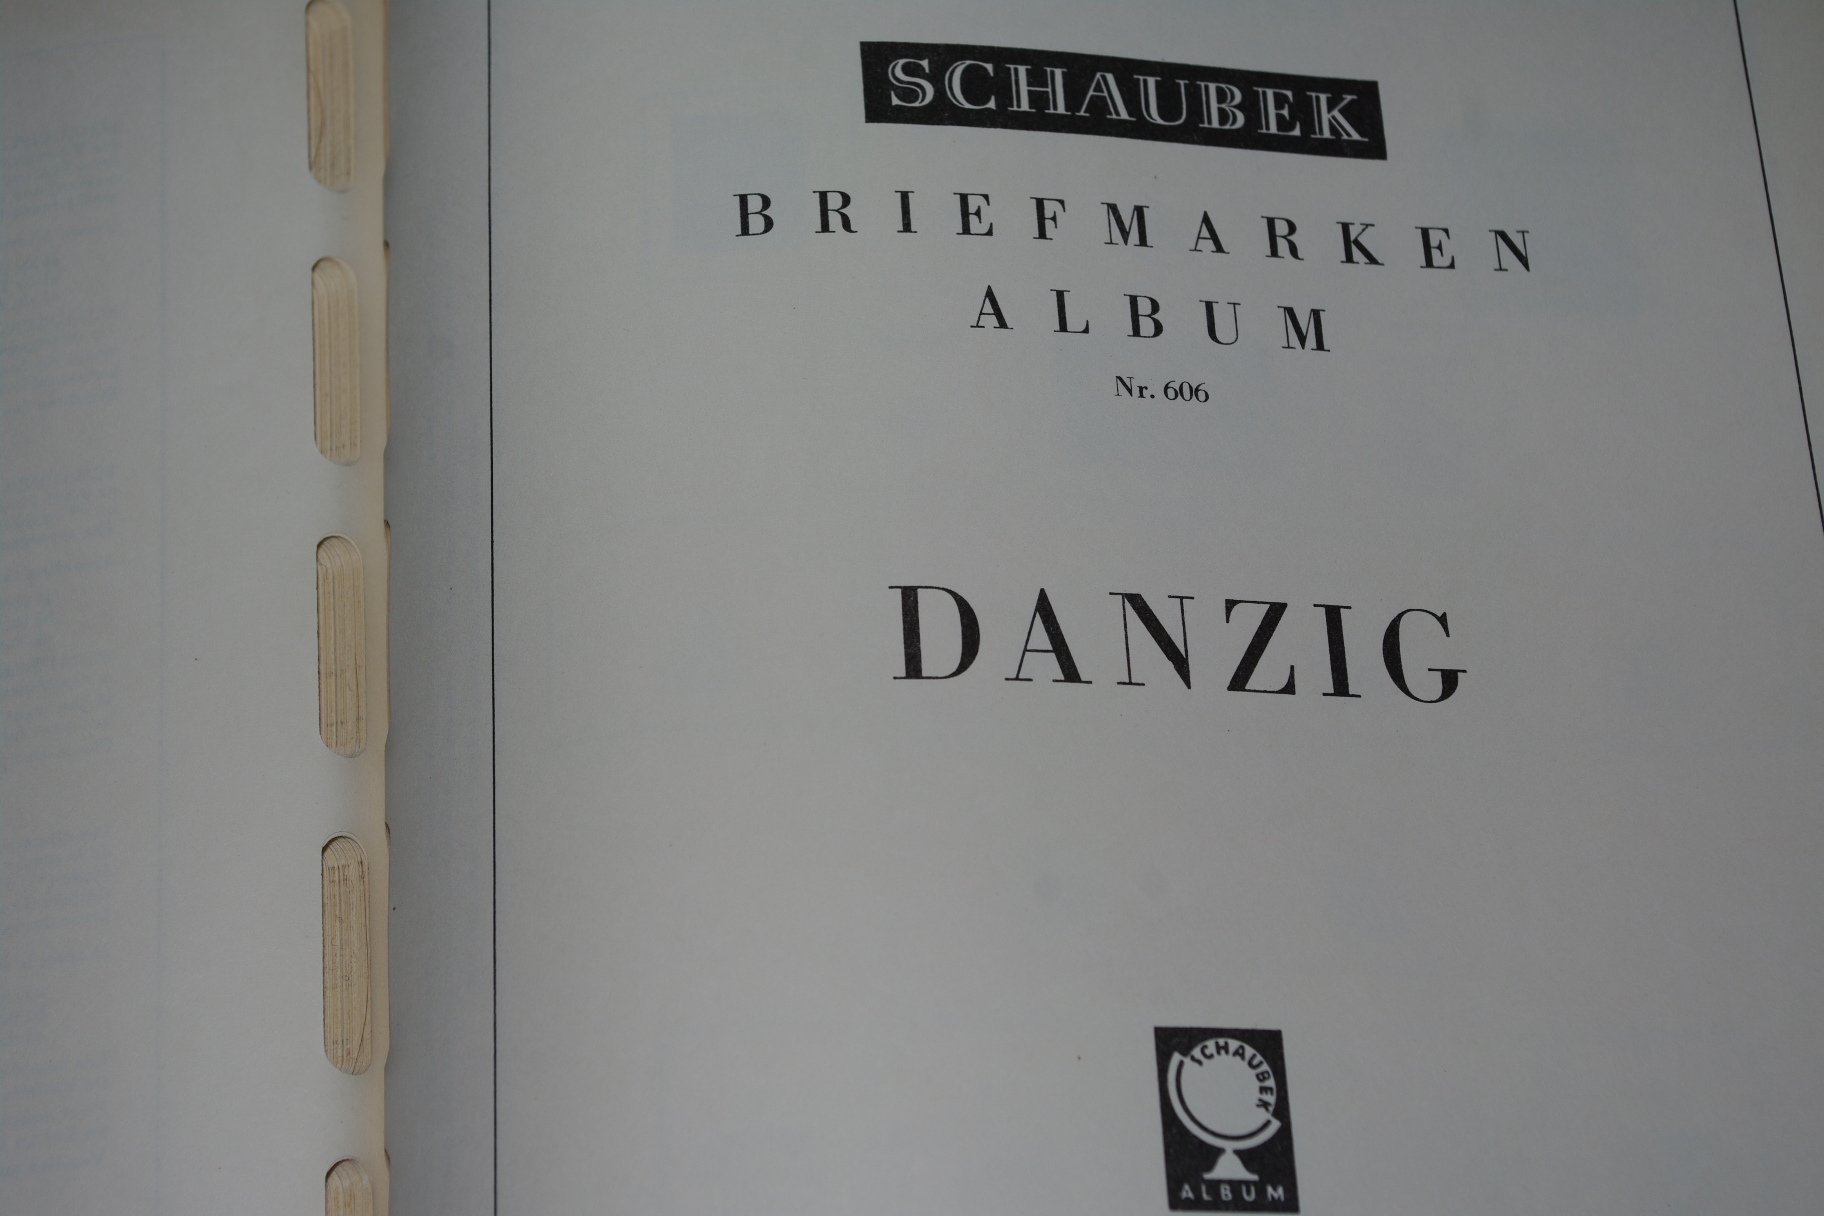 SCHAUBEK
BRIEFMARKEN
ALBUM
Nr. 606
DANZIG
SCHAUBEK
ALBUM